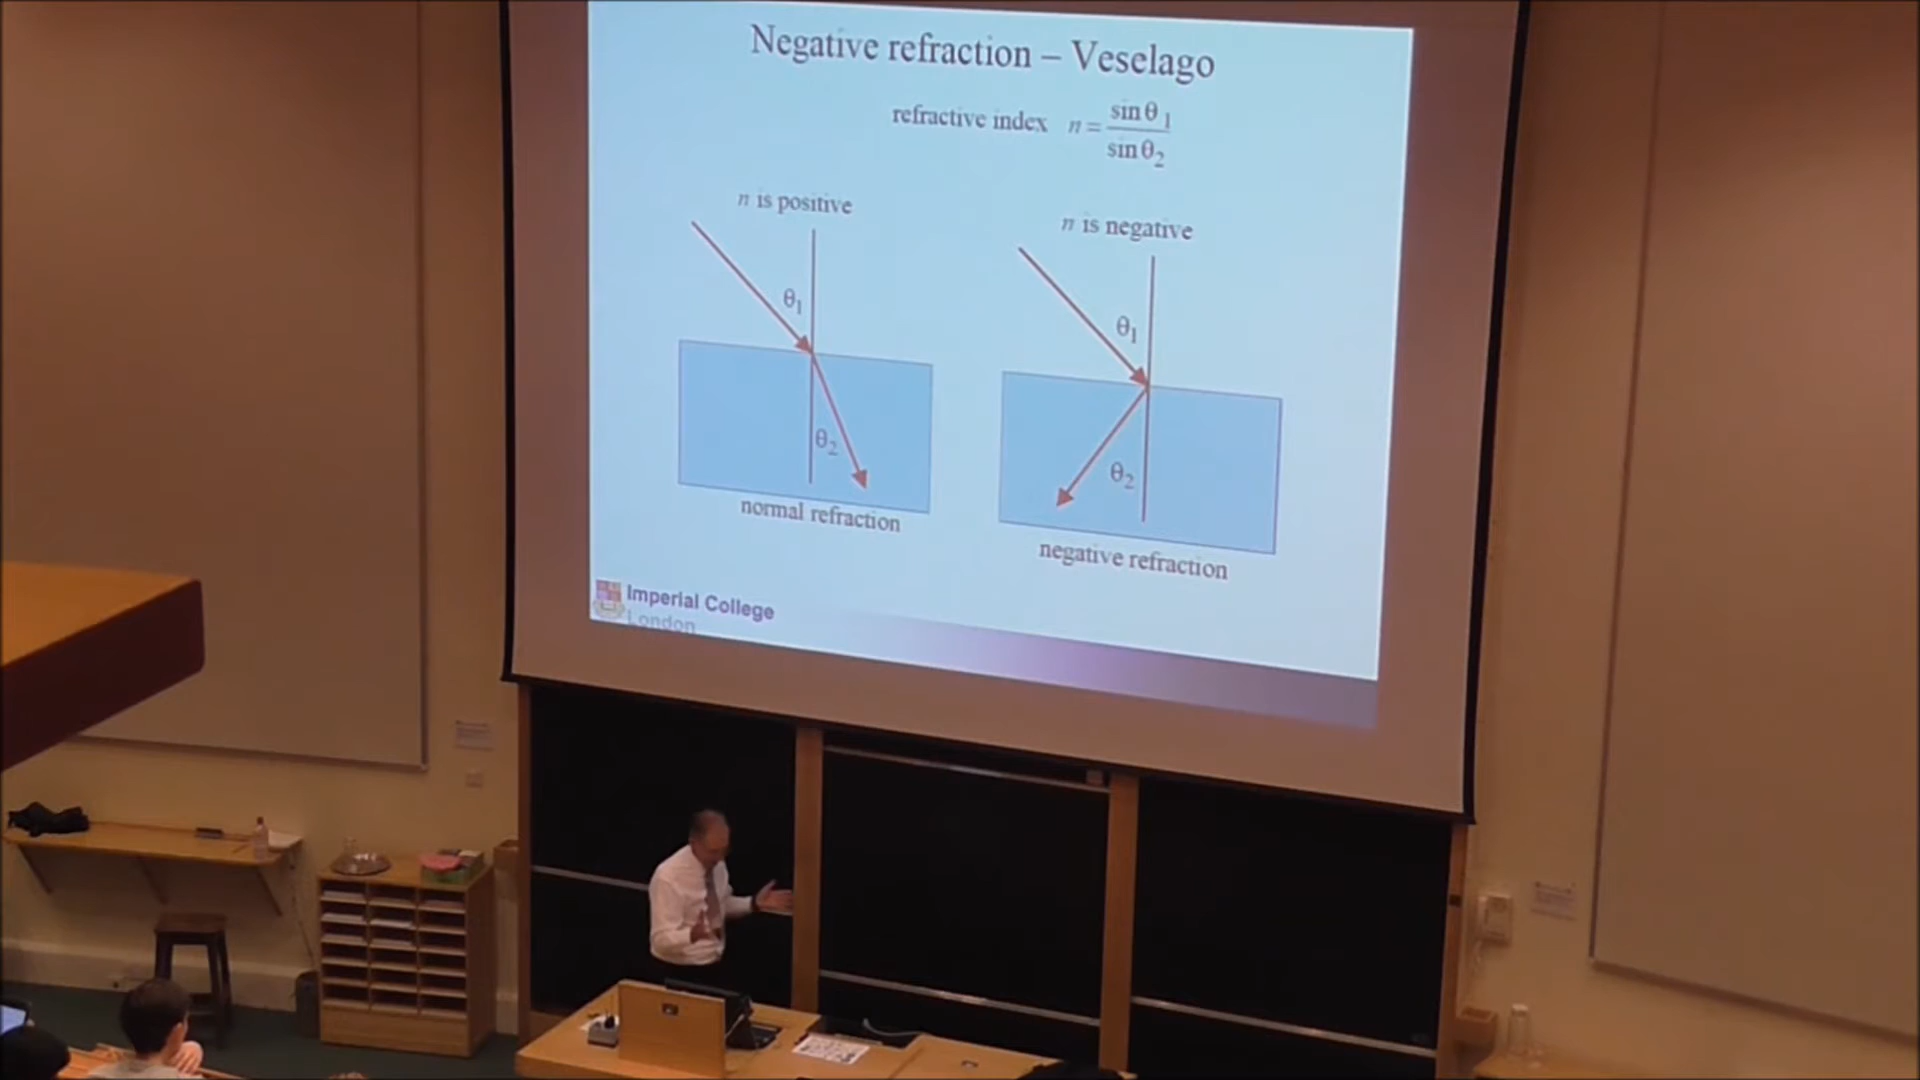 Negative refraction – Veselago
refractive index n = sin θ1 / sin θ2
n is positive
n is negative
θ1
θ1
θ2
θ2
normal refraction
negative refraction
Imperial College
London